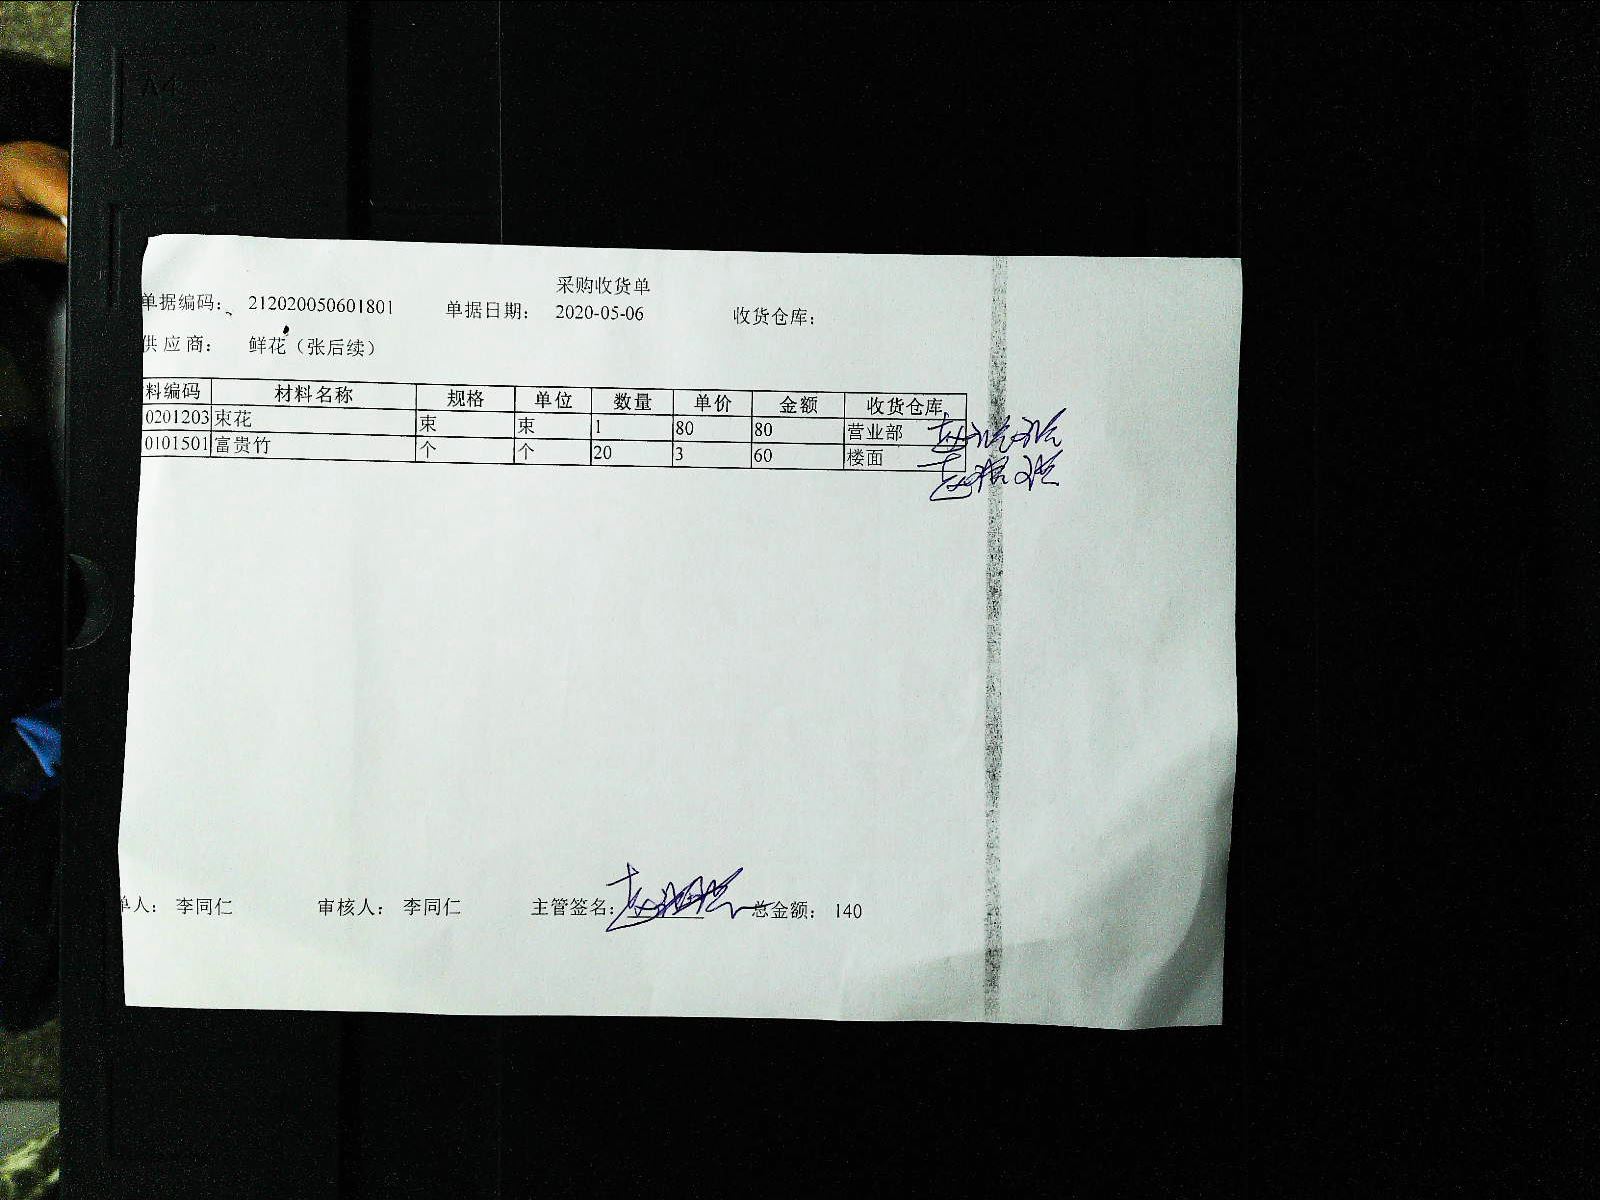 采购收货单
单据编码： 212020050601801 单据日期： 2020-05-06 收货仓库：
供应商： 鲜花（张后续）
料编码 材料名称 规格 单位 数量 单价 金额 收货仓库
0201203 束花 束 束 1 80 80 营业部
0101501 富贵竹 个 个 20 3 60 楼面
单人： 李同仁 审核人： 李同仁 主管签名： 总金额： 140